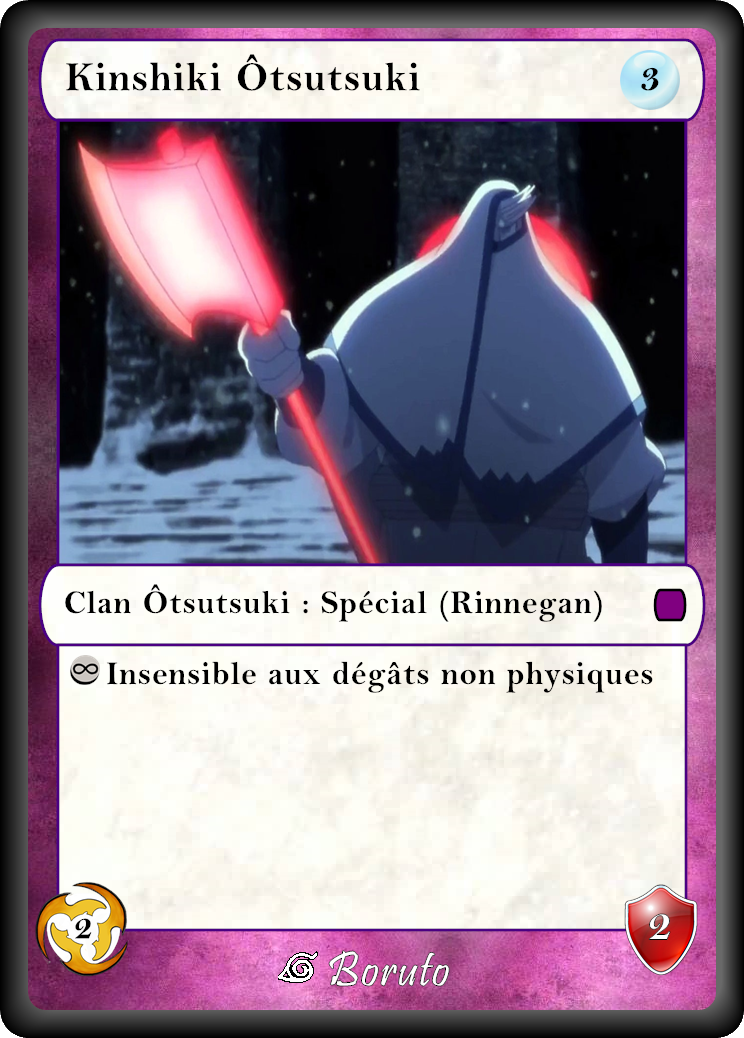 Kinshiki Ôtsutsuki
3
Clan Ôtsutsuki : Spécial (Rinnegan)
Insensible aux dégâts non physiques
2
2
Boruto